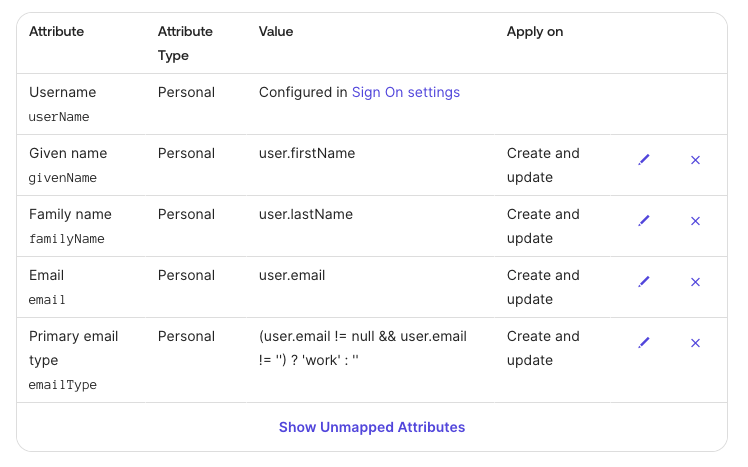 Attribute Attribute Type Value Apply on
Username Personal Configured in Sign On settings
userName
Given name Personal user.firstName Create and
givenName update
Family name Personal user.lastName Create and
familyName update
Email Personal user.email Create and
email update
Primary email Personal (user.email != null && user.email Create and
type != '') ? 'work' : '' update
emailType
Show Unmapped Attributes